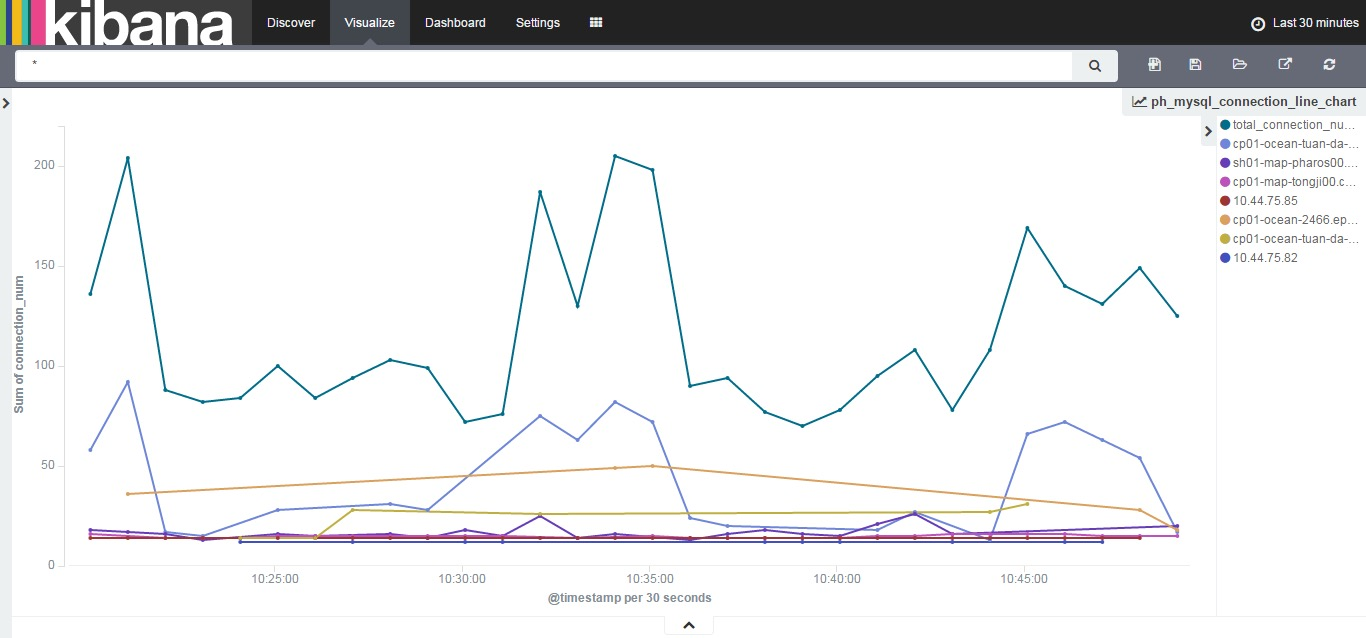 kibana
Discover
Visualize
Dashboard
Settings
Last 30 minutes
*
ph_mysql_connection_line_chart
total_connection_nu...
cp01-ocean-tuan-da-...
sh01-map-pharos00....
cp01-map-tongji00.c...
10.44.75.85
cp01-ocean-2466.ep...
cp01-ocean-tuan-da-...
10.44.75.82
Sum of connection_num
200
150
100
50
0
10:25:00
10:30:00
10:35:00
10:40:00
10:45:00
@timestamp per 30 seconds